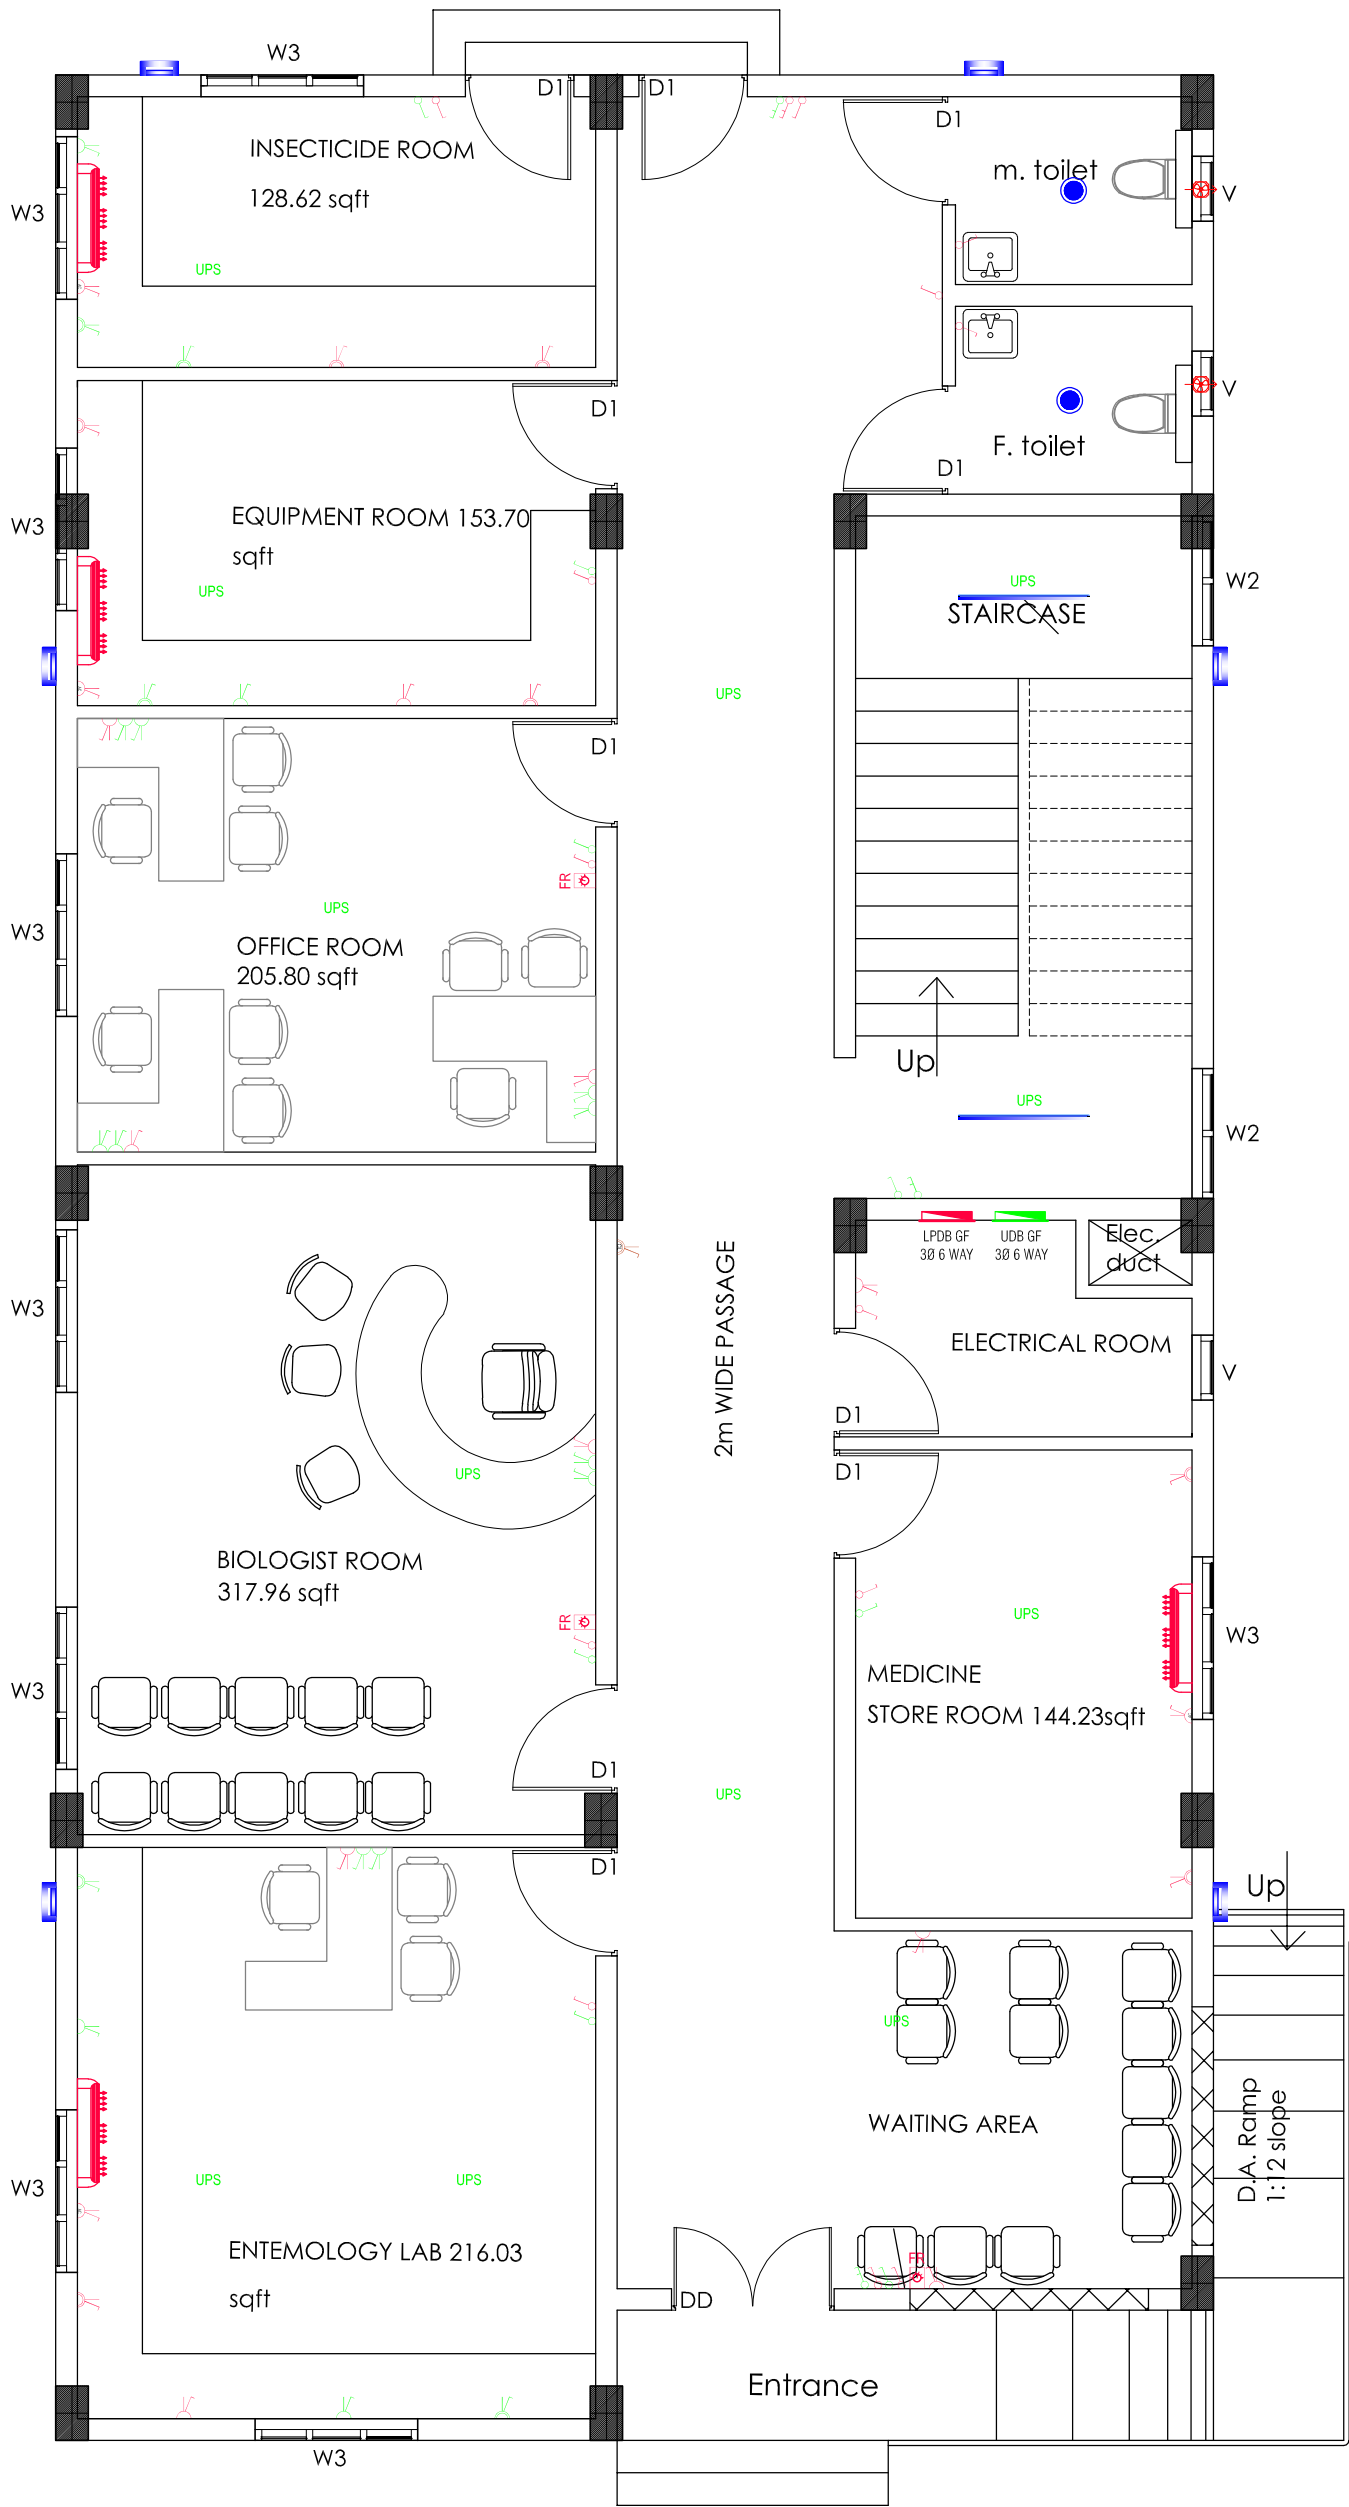 W3
D1
D1
D1
INSECTICIDE ROOM
128.62 sqft
m. toilet
W3
V
UPS
D1
V
F. toilet
D1
EQUIPMENT ROOM 153.70
sqft
W3
UPS
UPS
STAIRCASE
W2
UPS
D1
FR
UPS
W3
OFFICE ROOM
205.80 sqft
Up
UPS
W2
LPDB GF
3Ø 6 WAY
UDB GF
3Ø 6 WAY
Elec.
duct
W3
2m WIDE PASSAGE
ELECTRICAL ROOM
V
D1
D1
UPS
BIOLOGIST ROOM
317.96 sqft
FR
UPS
W3
MEDICINE
STORE ROOM 144.23sqft
W3
D1
UPS
D1
Up
UPS
WAITING AREA
D.A. Ramp
1:12 slope
W3
UPS
UPS
ENTEMOLOGY LAB 216.03
sqft
FR
DD
Entrance
W3